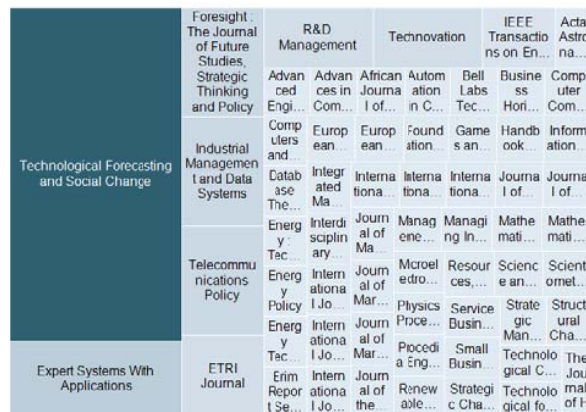 Technological Forecasting
and Social Change
Expert Systems With
Applications
Foresight :
The Journal
of Future
Studies,
Strategic
Thinking
and Policy
Industrial
Managemen
t and Data
Systems
Telecommu
nications
Policy
ETRI
Journal
R&D
Management
Technovation
IEEE
Transactio
ns on En...
Acta
Astro
na...
Advan
ced
Engi...
Advan
ces in
Com...
African
Journa
l of...
Autom
ation
in C...
Bell
Labs
Tec...
Busine
ss
Hori...
Comp
uter
Com...
Comp
uters
and...
Europ
ean...
Europ
ean...
Found
ation...
Game
s an...
Handb
ook...
Inform
ation...
Databa
se
The...
Integr
ated
Ma...
Interna
tiona...
Interna
tiona...
Interna
tiona...
Journa
l of...
Journa
l of...
Energ
y :
Tec...
Interdi
sciplin
ary...
Journ
al of
Ma...
Manag
eme...
Managi
ng In...
Mathe
mati...
Mathe
mati...
Energ
y
Policy
Intern
ationa
l Jo...
Journ
al of
Mar...
Microel
edro...
Resour
ces,...
Scienc
e an...
Scient
omet...
Energ
y
Tec...
Intern
ationa
l Jo...
Journ
al of
Mar...
Physics
Proce...
Service
Busin...
Strate
gic
Man...
Struct
ural
Cha...
Erim
Repor
t Se...
Intern
ationa
l Jo...
Journ
al of
the...
Procedi
a Eng...
Small
Busin...
Technolo
gical C...
Renew
able...
Strategi
c Cha...
Technolo
gical fo...
The
Jour
nal
of t